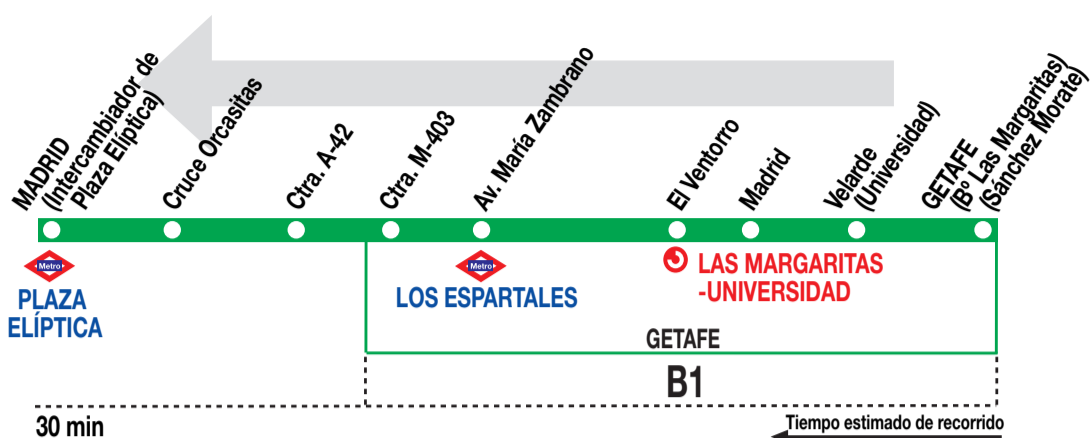 MADRID
(Intercambiador de
Plaza Elíptica)
Cruce Orcasitas
Ctra. A-42
Ctra. M-403
Av. María Zambrano
El Ventorro
Madrid
Velarde
(Universidad)
GETAFE
(Bº Las Margaritas)
(Sánchez Morate)
Metro
PLAZA
ELÍPTICA
Metro
LOS ESPARTALES
LAS MARGARITAS
-UNIVERSIDAD
GETAFE
B1
30 min
Tiempo estimado de recorrido